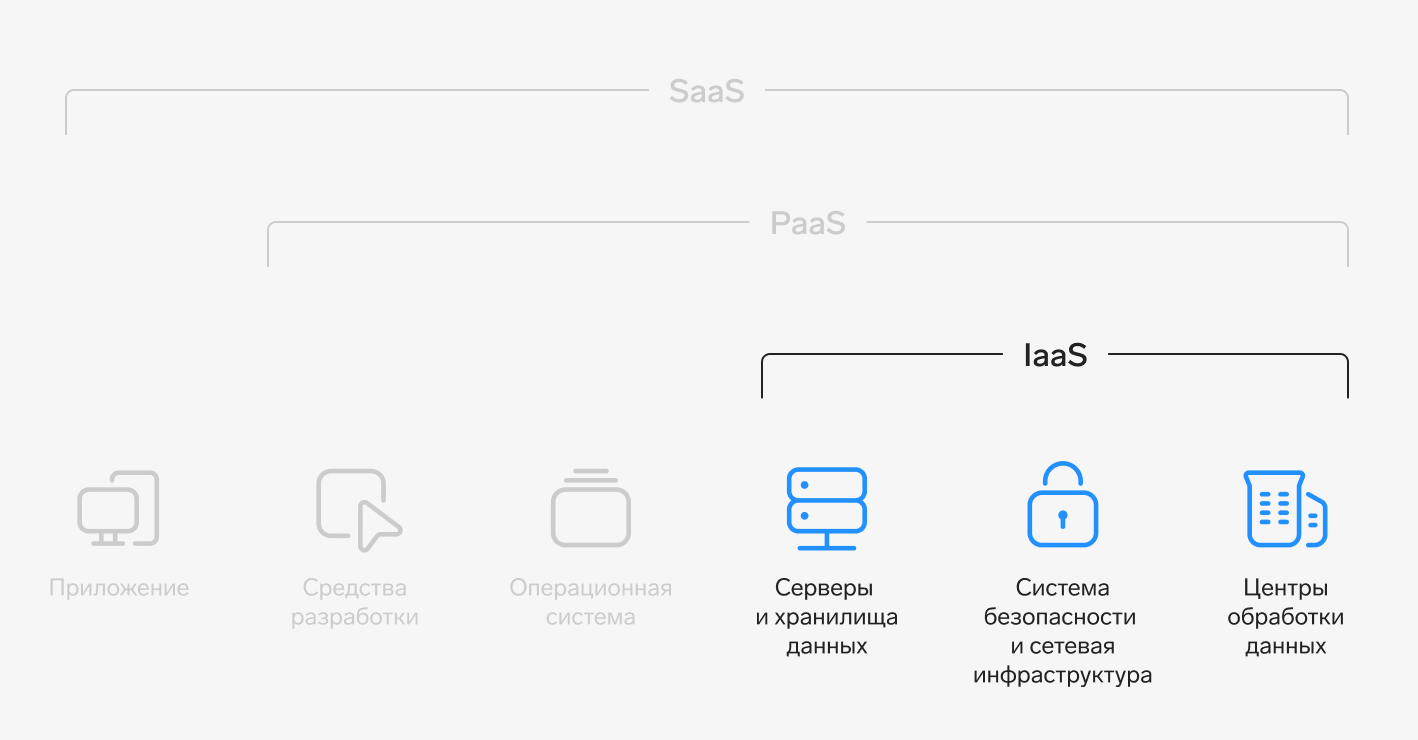 SaaS
PaaS
IaaS
Приложение
Средства
разработки
Операционная
система
Серверы
и хранилища
данных
Система
безопасности
и сетевая
инфраструктура
Центры
обработки
данных